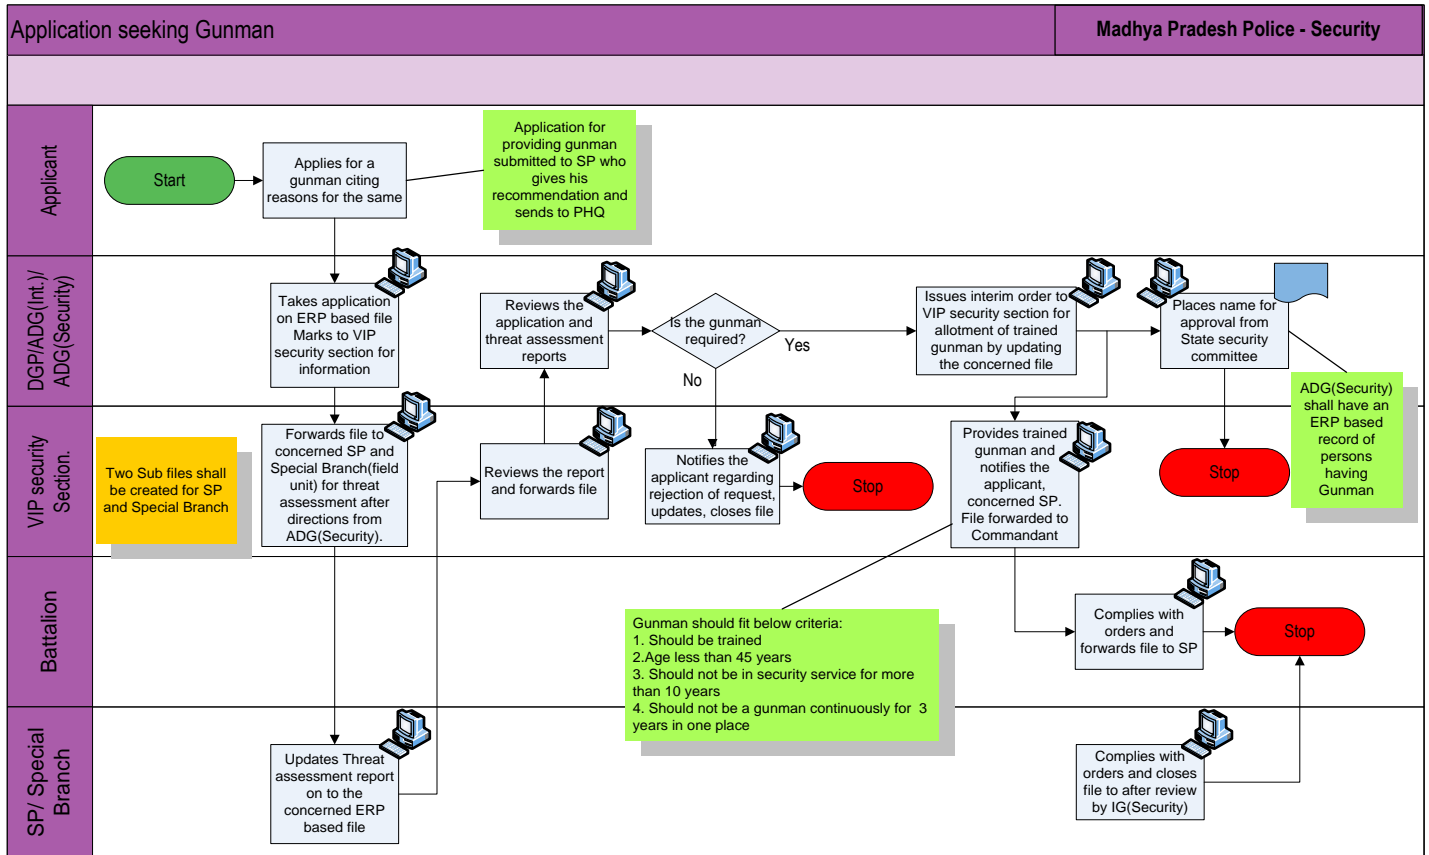 Application seeking Gunman
Madhya Pradesh Police - Security
Applicant
Start
Applies for a
gunman citing
reasons for the same
Application for
providing gunman
submitted to SP who
gives his
recommendation and
sends to PHQ
DGP/ADG(Int.)/
ADG(Security)
Takes application
on ERP based file
Marks to VIP
security section for
information
Reviews the
application and
threat assessment
reports
Is the gunman
required?
Yes
No
Issues interim order to
VIP security section for
allotment of trained
gunman by updating
the concerned file
Places name for
approval from
State security
committee
ADG(Security)
shall have an
ERP based
record of
persons
having
Gunman
VIP security
Section.
Two Sub files shall
be created for SP
and Special Branch
Forwards file to
concerned SP and
Special Branch(field
unit) for threat
assessment after
directions from
ADG(Security).
Reviews the report
and forwards file
Notifies the
applicant regarding
rejection of request,
updates, closes file
Stop
Provides trained
gunman and
notifies the
applicant,
concerned SP.
File forwarded to
Commandant
Stop
Battalion
Gunman should fit below criteria:
1. Should be trained
2.Age less than 45 years
3. Should not be in security service for more
than 10 years
4. Should not be a gunman continuously for  3
years in one place
Complies with
orders and
forwards file to SP
Stop
SP/ Special
Branch
Updates Threat
assessment report
on to the
concerned ERP
based file
Complies with
orders and closes
file to after review
by IG(Security)